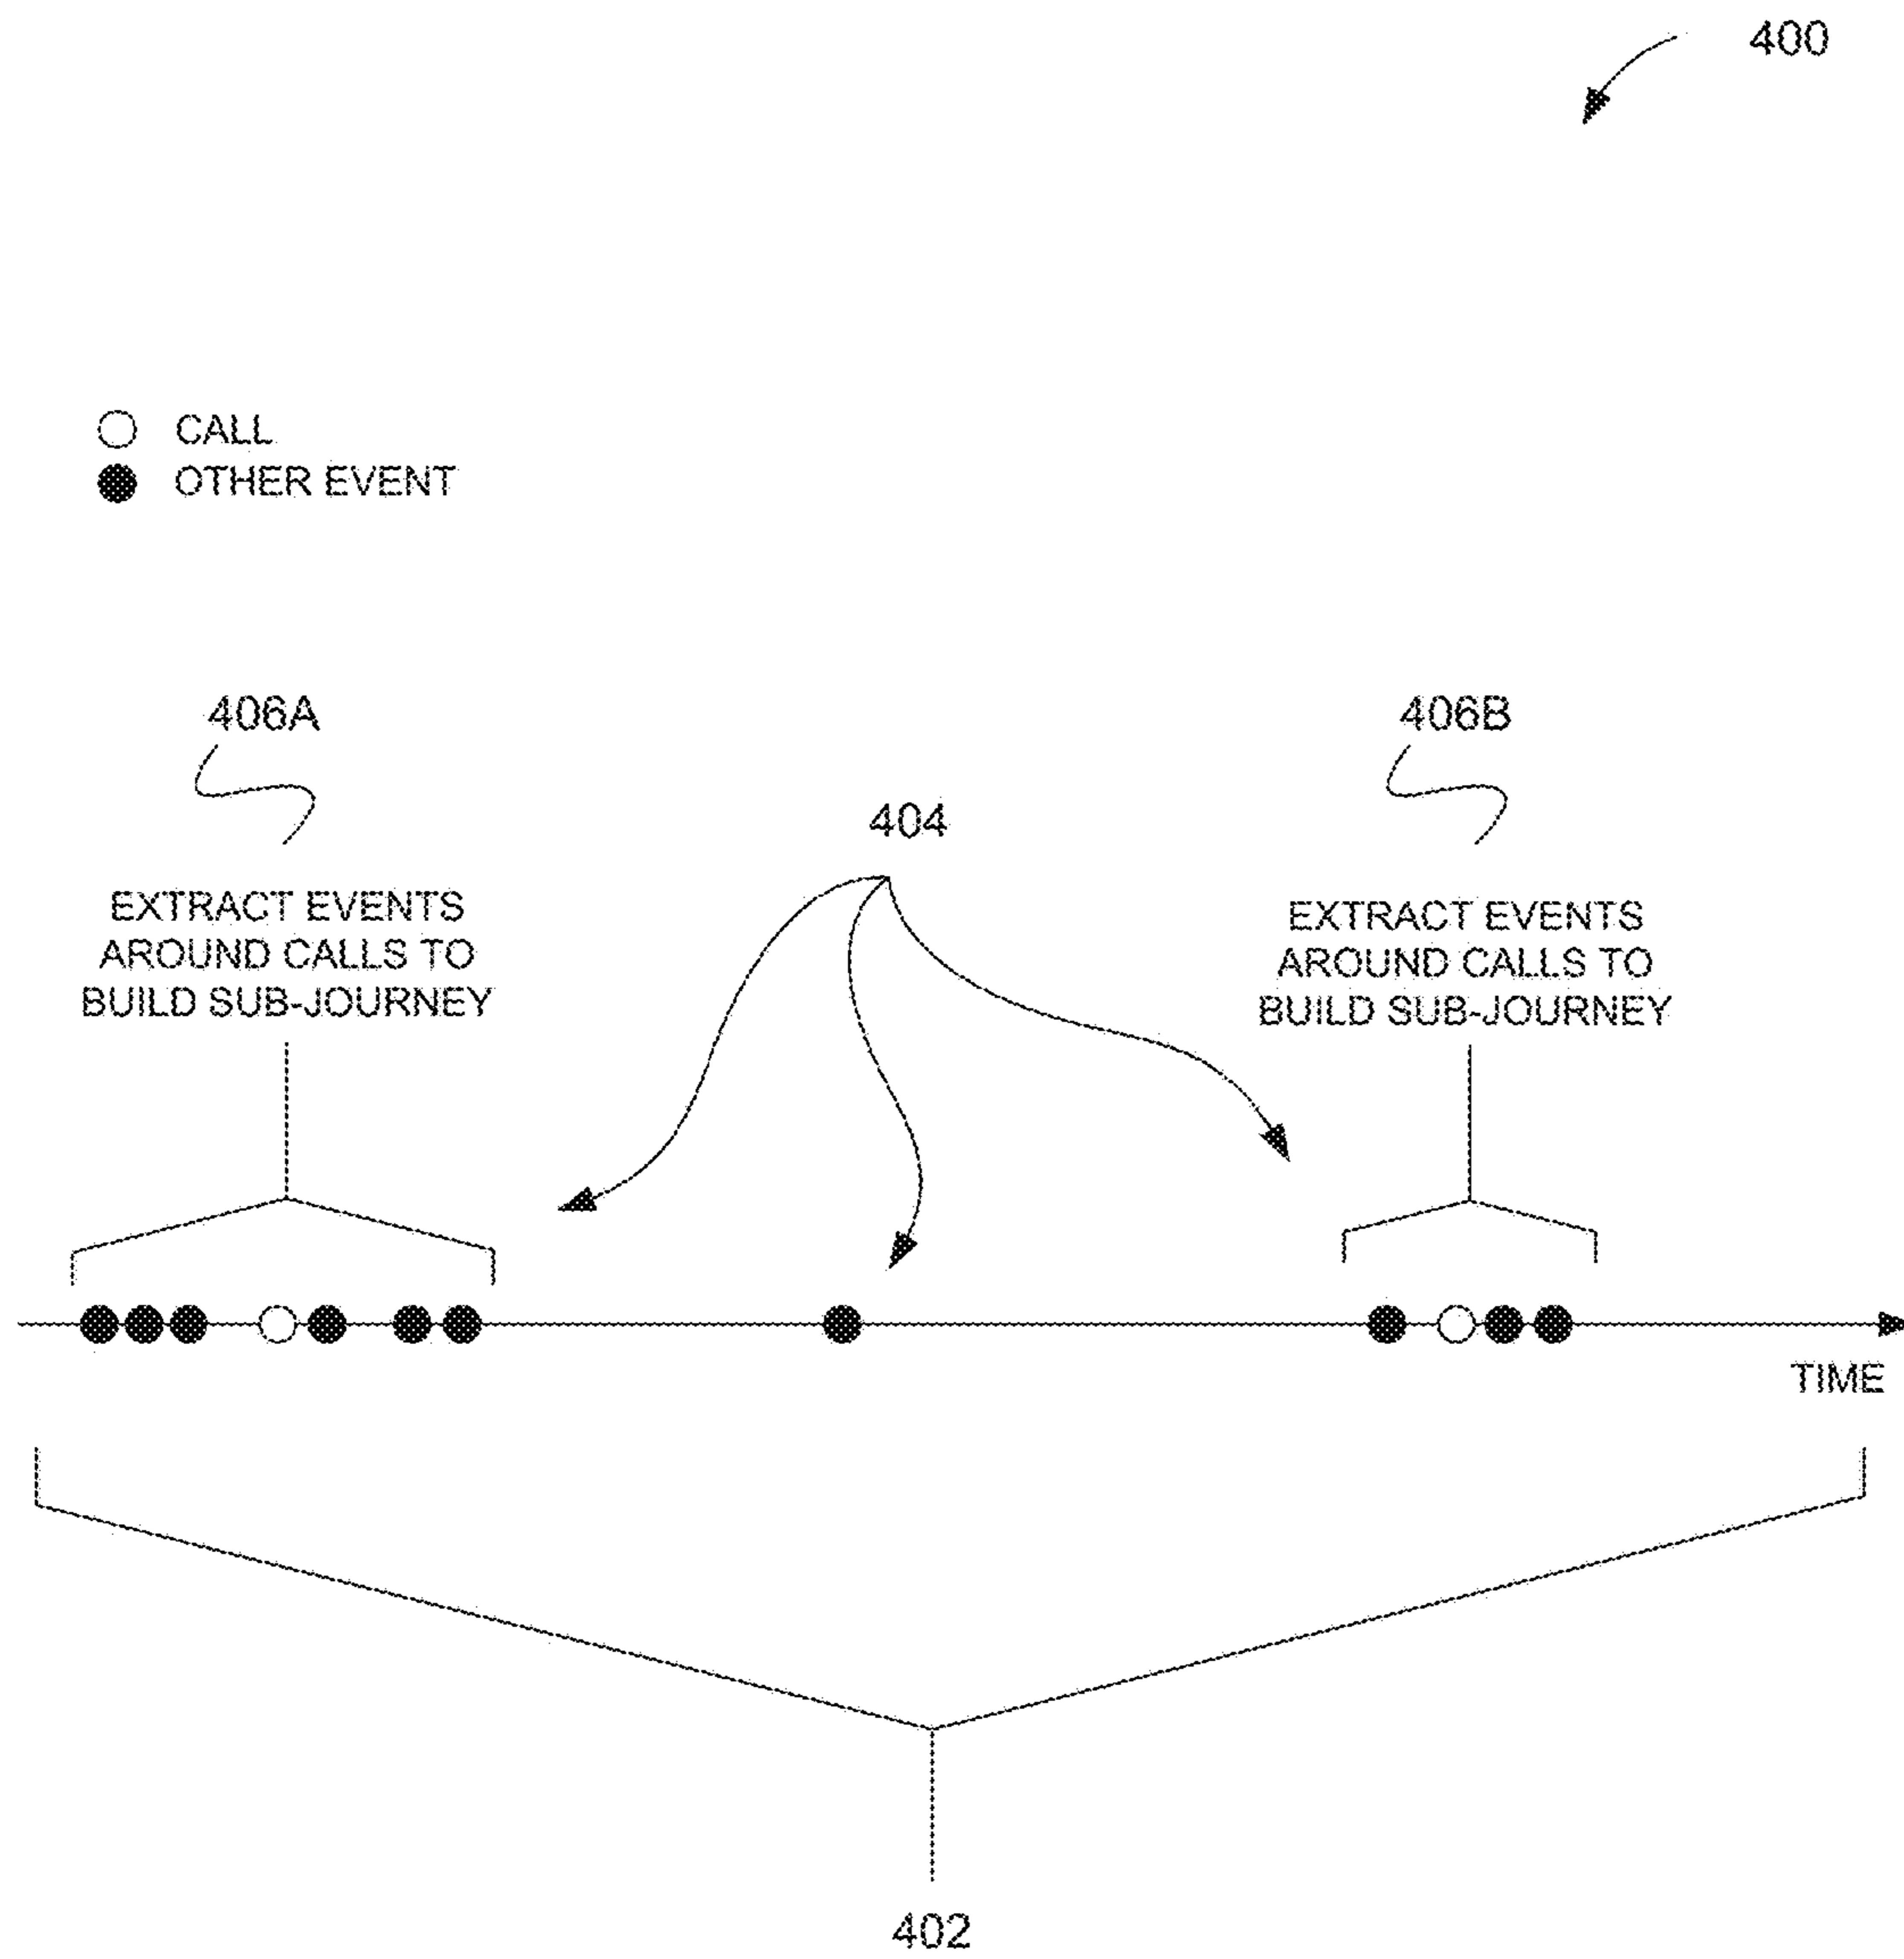 400
CALL
OTHER EVENT
406A
406B
404
EXTRACT EVENTS
AROUND CALLS TO
BUILD SUB-JOURNEY
EXTRACT EVENTS
AROUND CALLS TO
BUILD SUB-JOURNEY
TIME
402